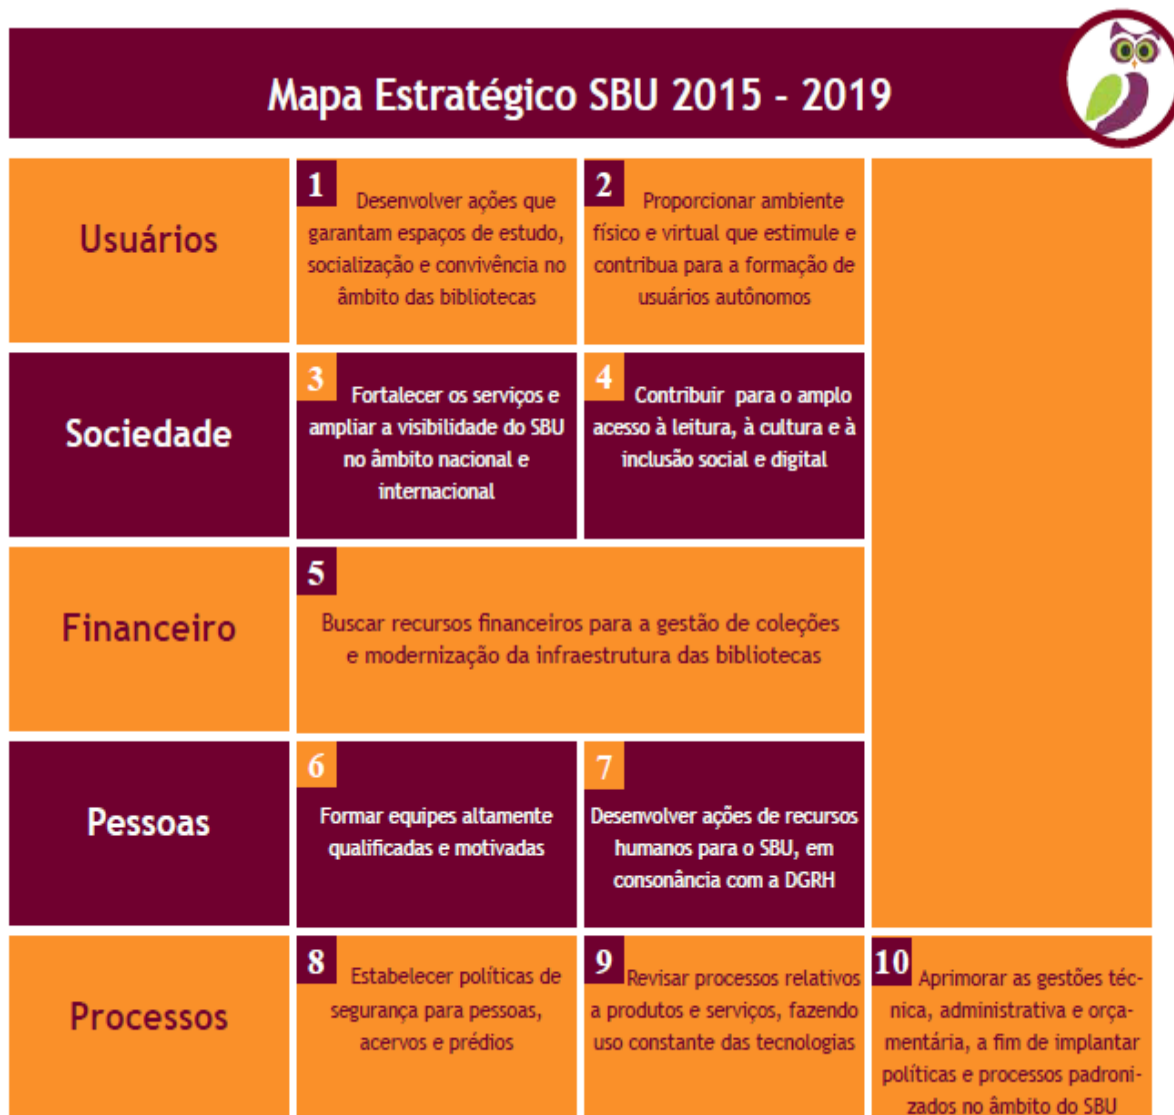 Mapa Estratégico SBU 2015 - 2019
Usuários
1
Desenvolver ações que
garantam espaços de estudo,
socialização e convivência no
âmbito das bibliotecas
2
Proporcionar ambiente
físico e virtual que estimule e
contribua para a formação de
usuários autônomos
Sociedade
3
Fortalecer os serviços e
ampliar a visibilidade do SBU
no âmbito nacional e
internacional
4
Contribuir para o amplo
acesso à leitura, à cultura e à
inclusão social e digital
Financeiro
5
Buscar recursos financeiros para a gestão de coleções
e modernização da infraestrutura das bibliotecas
Pessoas
6
Formar equipes altamente
qualificadas e motivadas
7
Desenvolver ações de recursos
humanos para o SBU, em
consonância com a DGRH
Processos
8
Estabelecer políticas de
segurança para pessoas,
acervos e prédios
9
Revisar processos relativos
a produtos e serviços, fazendo
uso constante das tecnologias
10
Aprimorar as gestões téc-
nica, administrativa e orça-
mentária, a fim de implantar
políticas e processos padroni-
zados no âmbito do SBU